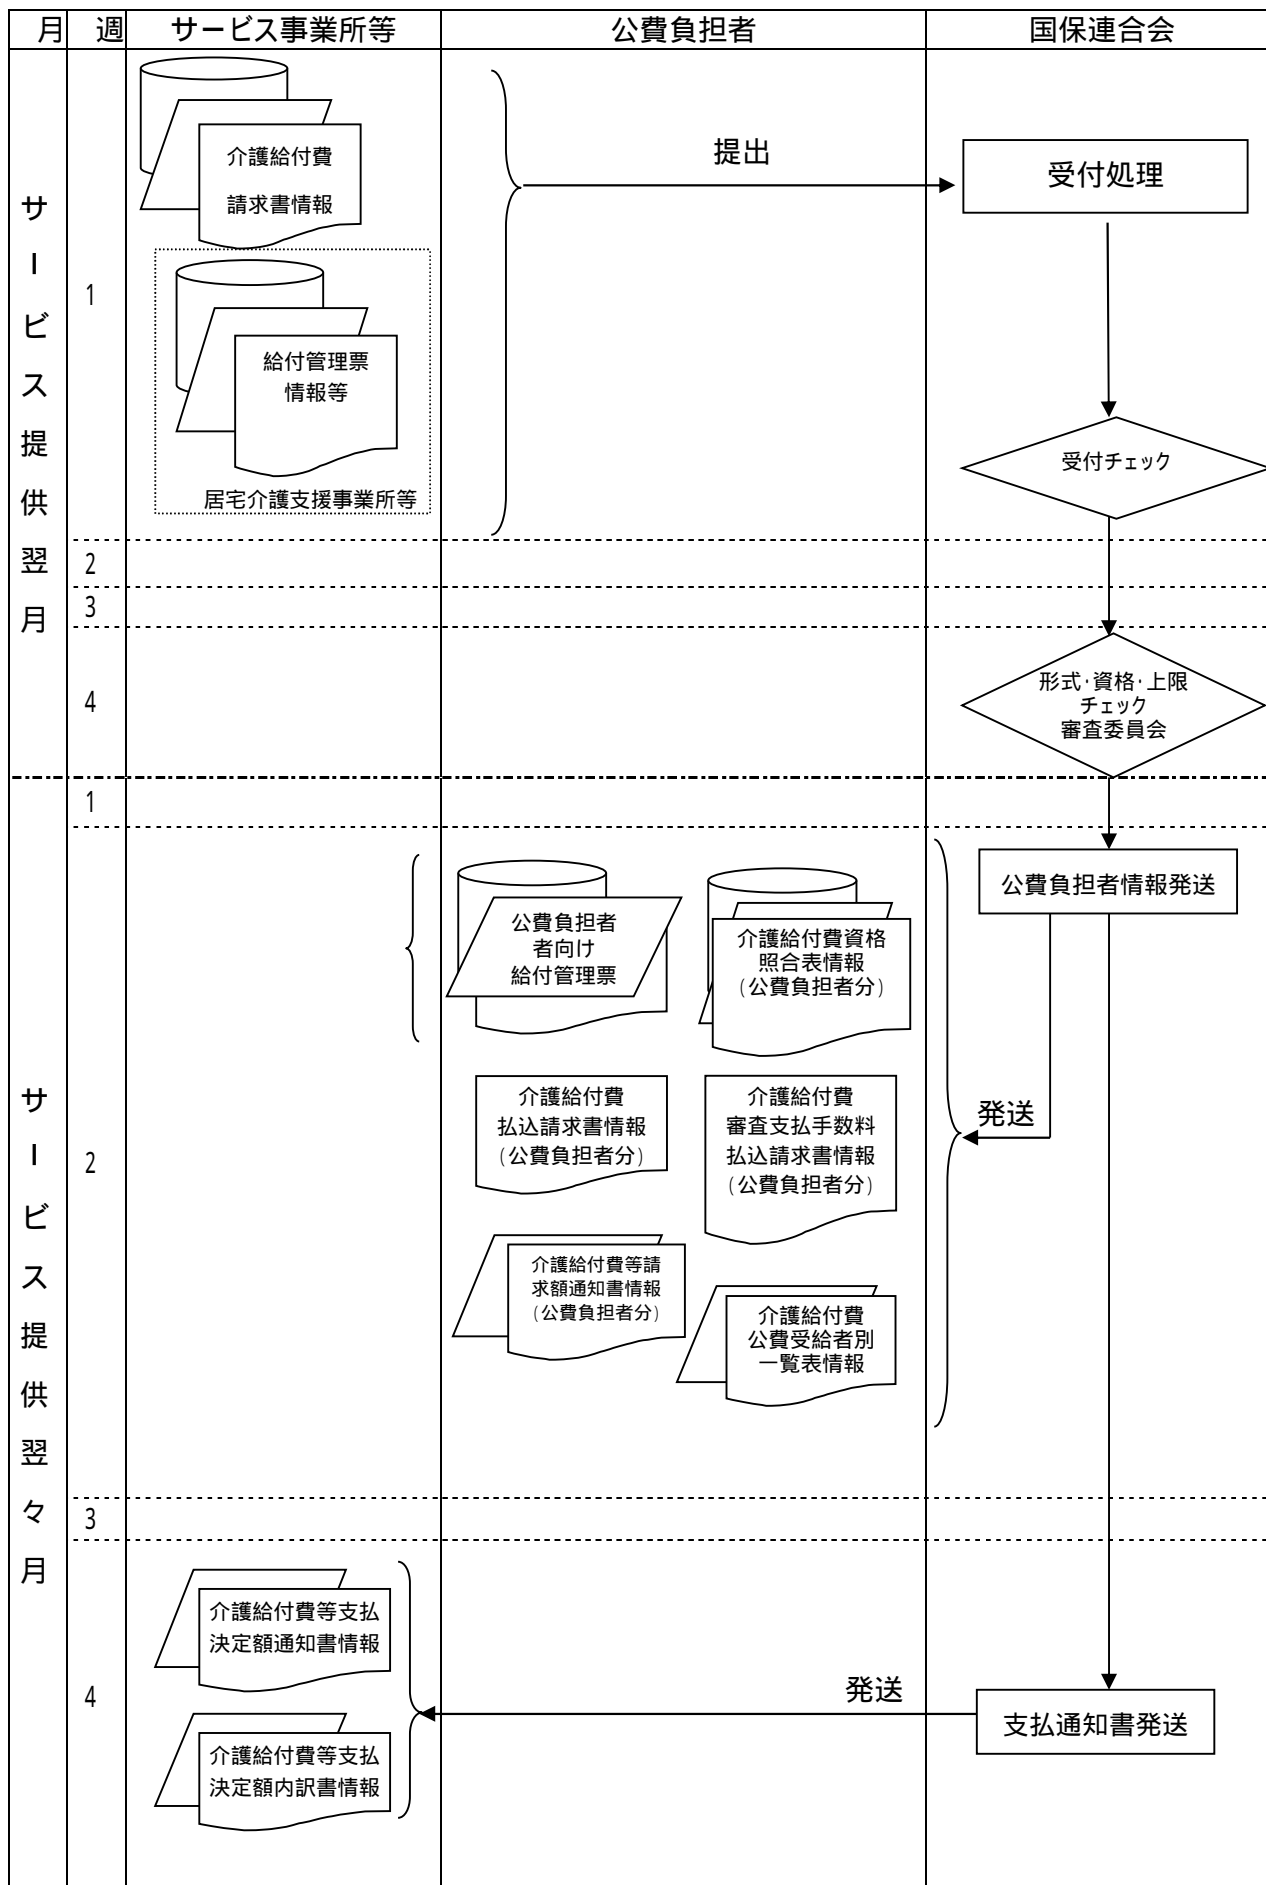 月 週 サービス事業所等 公費負担者 国保連合会
サービス提供翌月
1
介護給付費
請求書情報
提出
受付処理
給付管理票
情報等
居宅介護支援事業所等
受付チェック
2
3
4
形式・資格・上限
チェック
審査委員会
サービス提供翌々月
1
2
公費負担者情報発送
公費負担者
者向け
給付管理票
介護給付費資格
照合表情報
(公費負担者分)
介護給付費
払込請求書情報
(公費負担者分)
介護給付費
審査支払手数料
払込請求書情報
(公費負担者分)
発送
介護給付費等請
求額通知書情報
(公費負担者分)
介護給付費
公費受給者別
一覧表情報
3
4
介護給付費等支払
決定額通知書情報
発送
支払通知書発送
介護給付費等支払
決定額内訳書情報